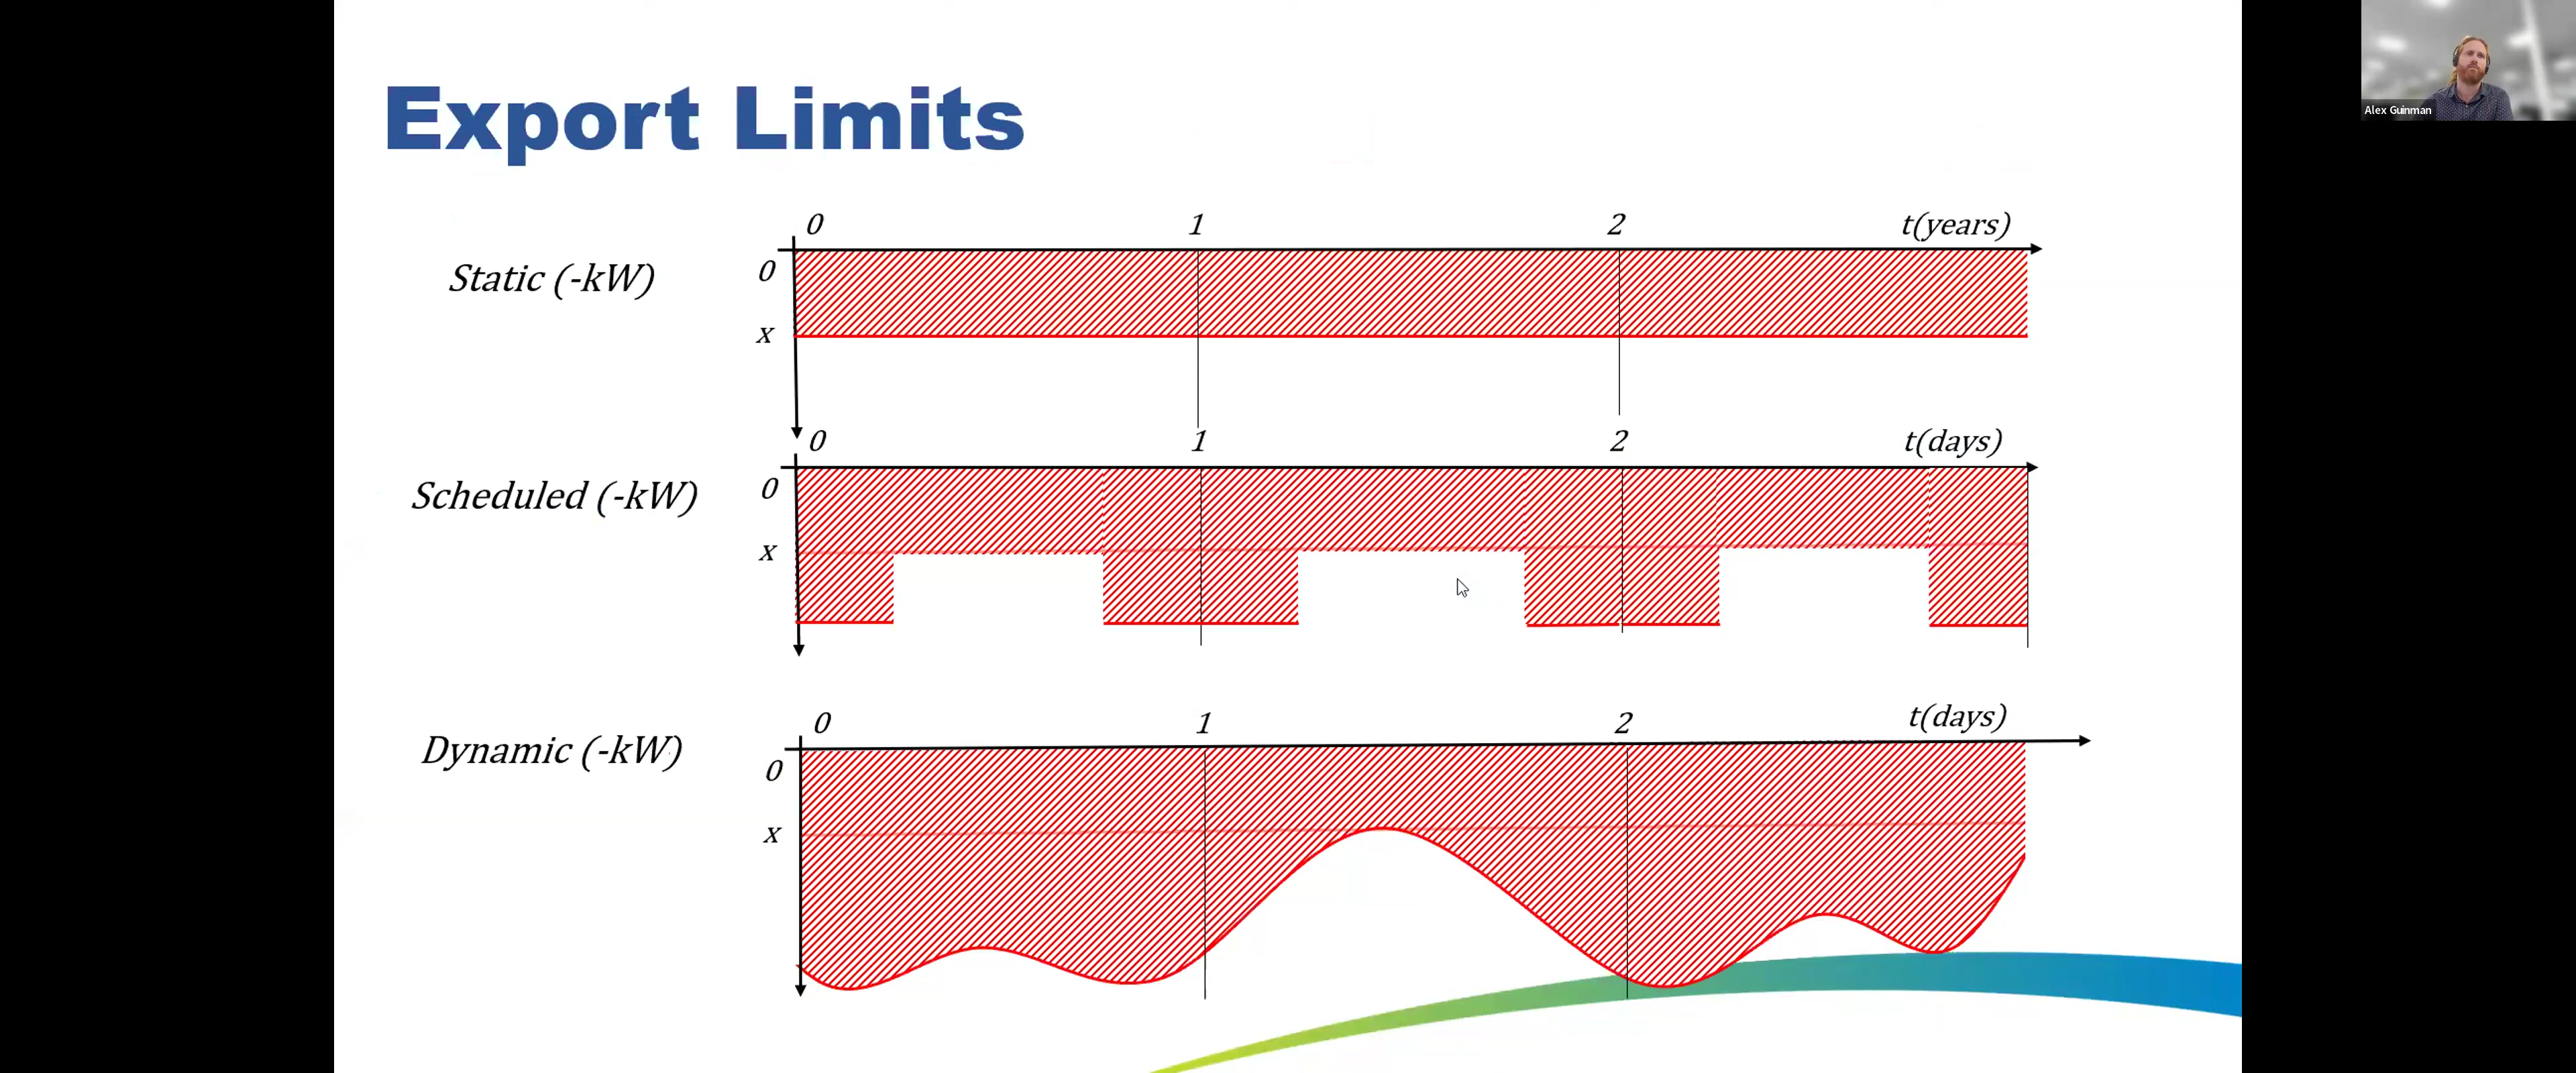 Export Limits
Alex Guinman
0 1 2 t(years)
Static (-kW)
0
x
0 1 2 t(days)
Scheduled (-kW)
0
x
0 1 2 t(days)
Dynamic (-kW)
0
x